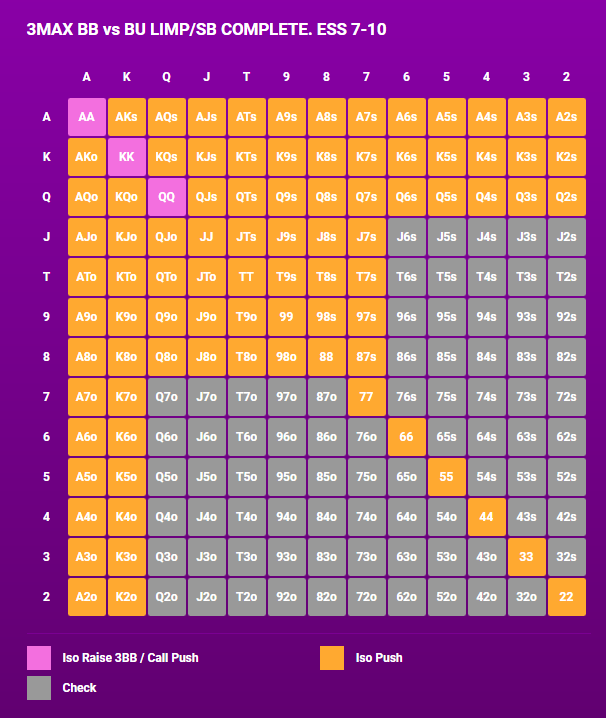 3MAX BB vs BU LIMP/SB COMPLETE. ESS 7-10
A K Q J T 9 8 7 6 5 4 3 2
A AA AKs AQs AJs ATs A9s A8s A7s A6s A5s A4s A3s A2s
K AKo KK KQs KJs KTs K9s K8s K7s K6s K5s K4s K3s K2s
Q AQo KQo QQ QJs QTs Q9s Q8s Q7s Q6s Q5s Q4s Q3s Q2s
J AJo KJo QJo JJ JTs J9s J8s J7s J6s J5s J4s J3s J2s
T ATo KTo QTo JTo TT T9s T8s T7s T6s T5s T4s T3s T2s
9 A9o K9o Q9o J9o T9o 99 98s 97s 96s 95s 94s 93s 92s
8 A8o K8o Q8o J8o T8o 98o 88 87s 86s 85s 84s 83s 82s
7 A7o K7o Q7o J7o T7o 97o 87o 77 76s 75s 74s 73s 72s
6 A6o K6o Q6o J6o T6o 96o 86o 76o 66 65s 64s 63s 62s
5 A5o K5o Q5o J5o T5o 95o 85o 75o 65o 55 54s 53s 52s
4 A4o K4o Q4o J4o T4o 94o 84o 74o 64o 54o 44 43s 42s
3 A3o K3o Q3o J3o T3o 93o 83o 73o 63o 53o 43o 33 32s
2 A2o K2o Q2o J2o T2o 92o 82o 72o 62o 52o 42o 32o 22
Iso Raise 3BB / Call Push Iso Push
Check